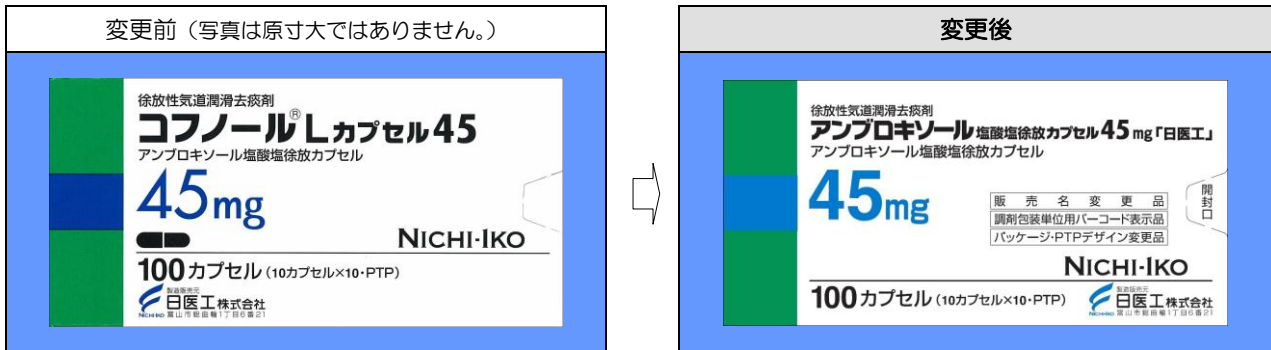 変更前（写真は原寸大ではありません。）
徐放性気道潤滑去痰剤
コフノール®Lカプセル45
アンブロキソール塩酸塩徐放カプセル
45mg
NICHI-IKO
100カプセル（10カプセル×10・PTP）
製造販売元
日医工株式会社
NICHI-IKO 富山市総曲輪1丁目6番21
変更後
徐放性気道潤滑去痰剤
アンブロキソール塩酸塩徐放カプセル45mg「日医工」
アンブロキソール塩酸塩徐放カプセル
45mg
販売名変更品
調剤包装単位用バーコード表示品
パッケージ・PTPデザイン変更品
開封口
NICHI-IKO
100カプセル（10カプセル×10・PTP）
製造販売元
日医工株式会社
NICHI-IKO 富山市総曲輪1丁目6番21